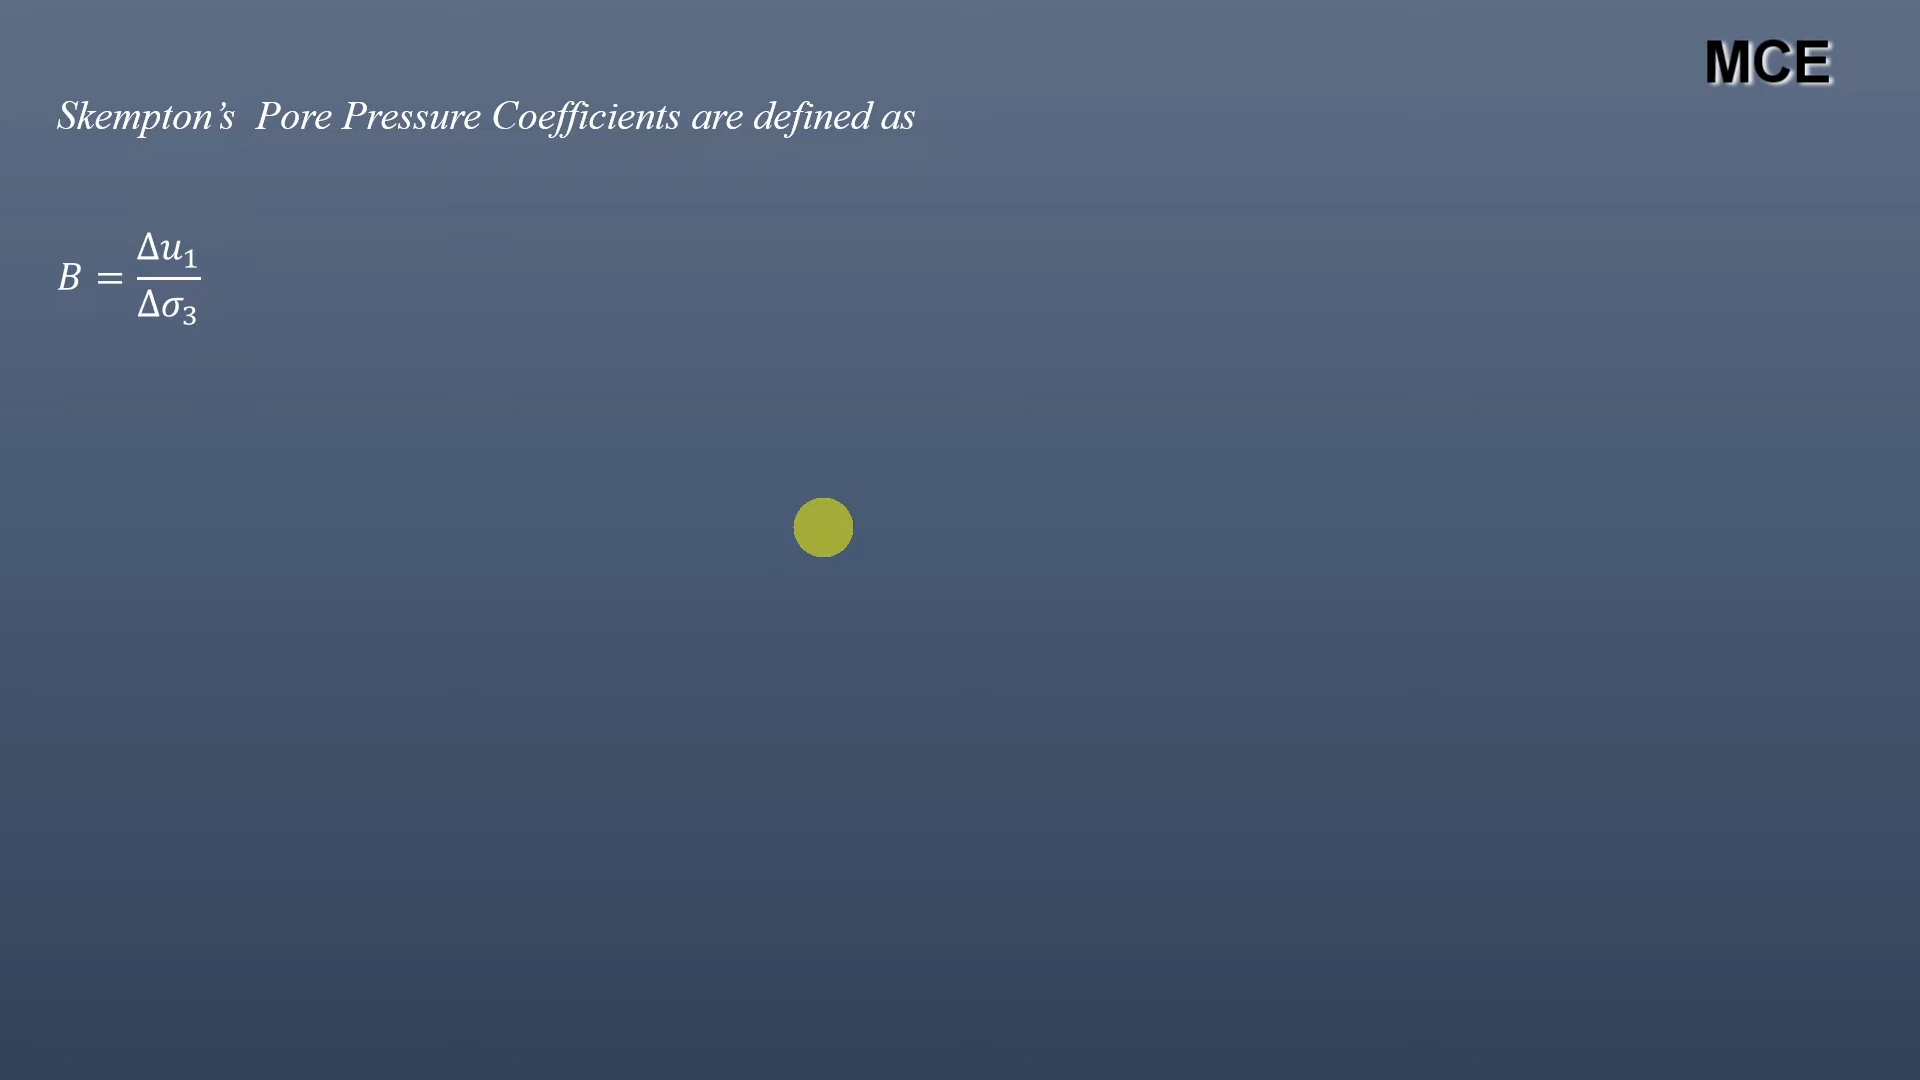 MCE
Skempton's Pore Pressure Coefficients are defined as
B = Δu₁/Δσ₃